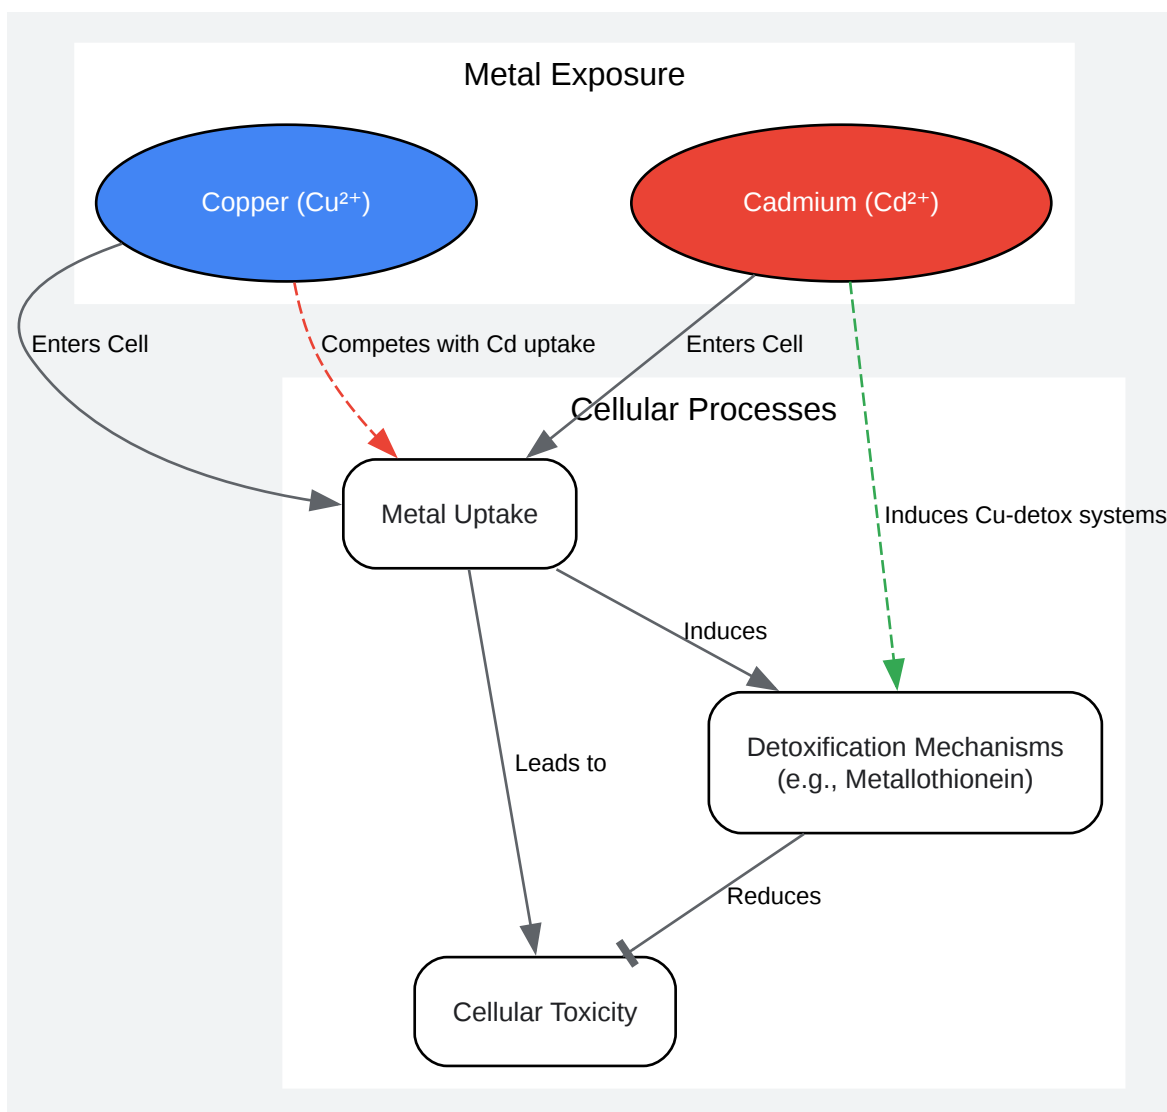 Metal Exposure
Copper (Cu²⁺)
Cadmium (Cd²⁺)
Enters Cell
Competes with Cd uptake
Enters Cell
Cellular Processes
Metal Uptake
Induces Cu-detox systems
Induces
Detoxification Mechanisms
(e.g., Metallothionein)
Leads to
Reduces
Cellular Toxicity